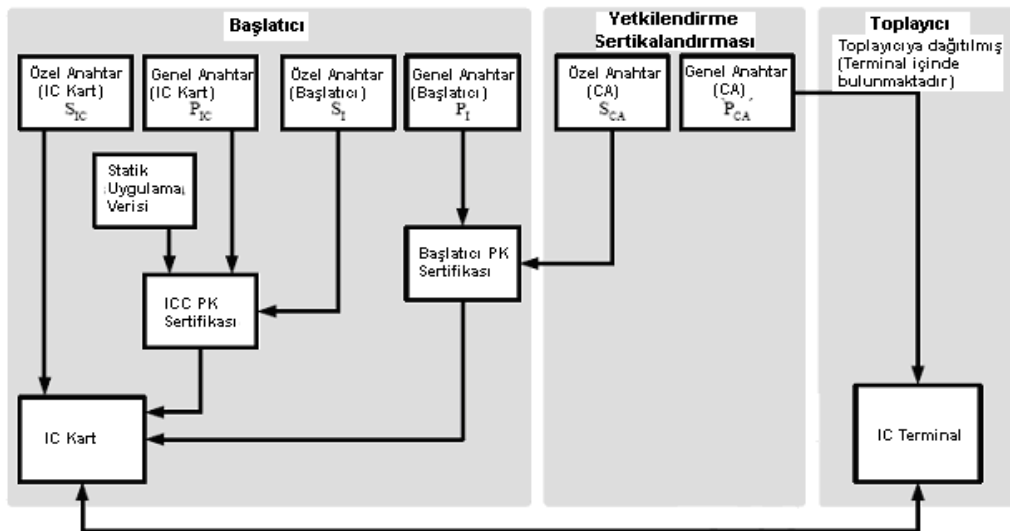 Başlatıcı
Özel Anahtar
(IC Kart)
S_IC
Genel Anahtar
(IC Kart)
P_IC
Özel Anahtar
(Başlatıcı)
S_I
Genel Anahtar
(Başlatıcı)
P_I
Statik
Uygulama
Verisi
ICC PK
Sertifikası
Başlatıcı PK
Sertifikası
IC Kart
Yetkilendirme
Sertikalandırması
Özel Anahtar
(CA)
S_CA
Genel Anahtar
(CA)
P_CA
Toplayıcı
Toplayıcıya dağıtılmış
(Terminal içinde
bulunmaktadır)
IC Terminal